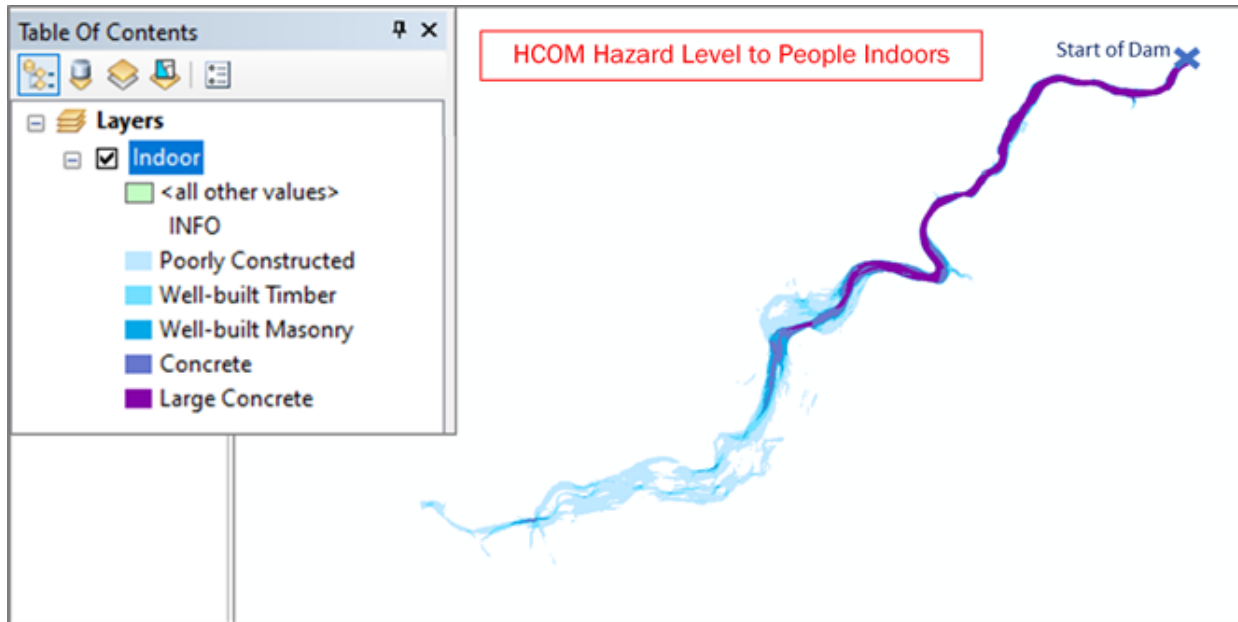 Table Of Contents
HCOM Hazard Level to People Indoors
Start of Dam
Layers
Indoor
<all other values>
INFO
Poorly Constructed
Well-built Timber
Well-built Masonry
Concrete
Large Concrete